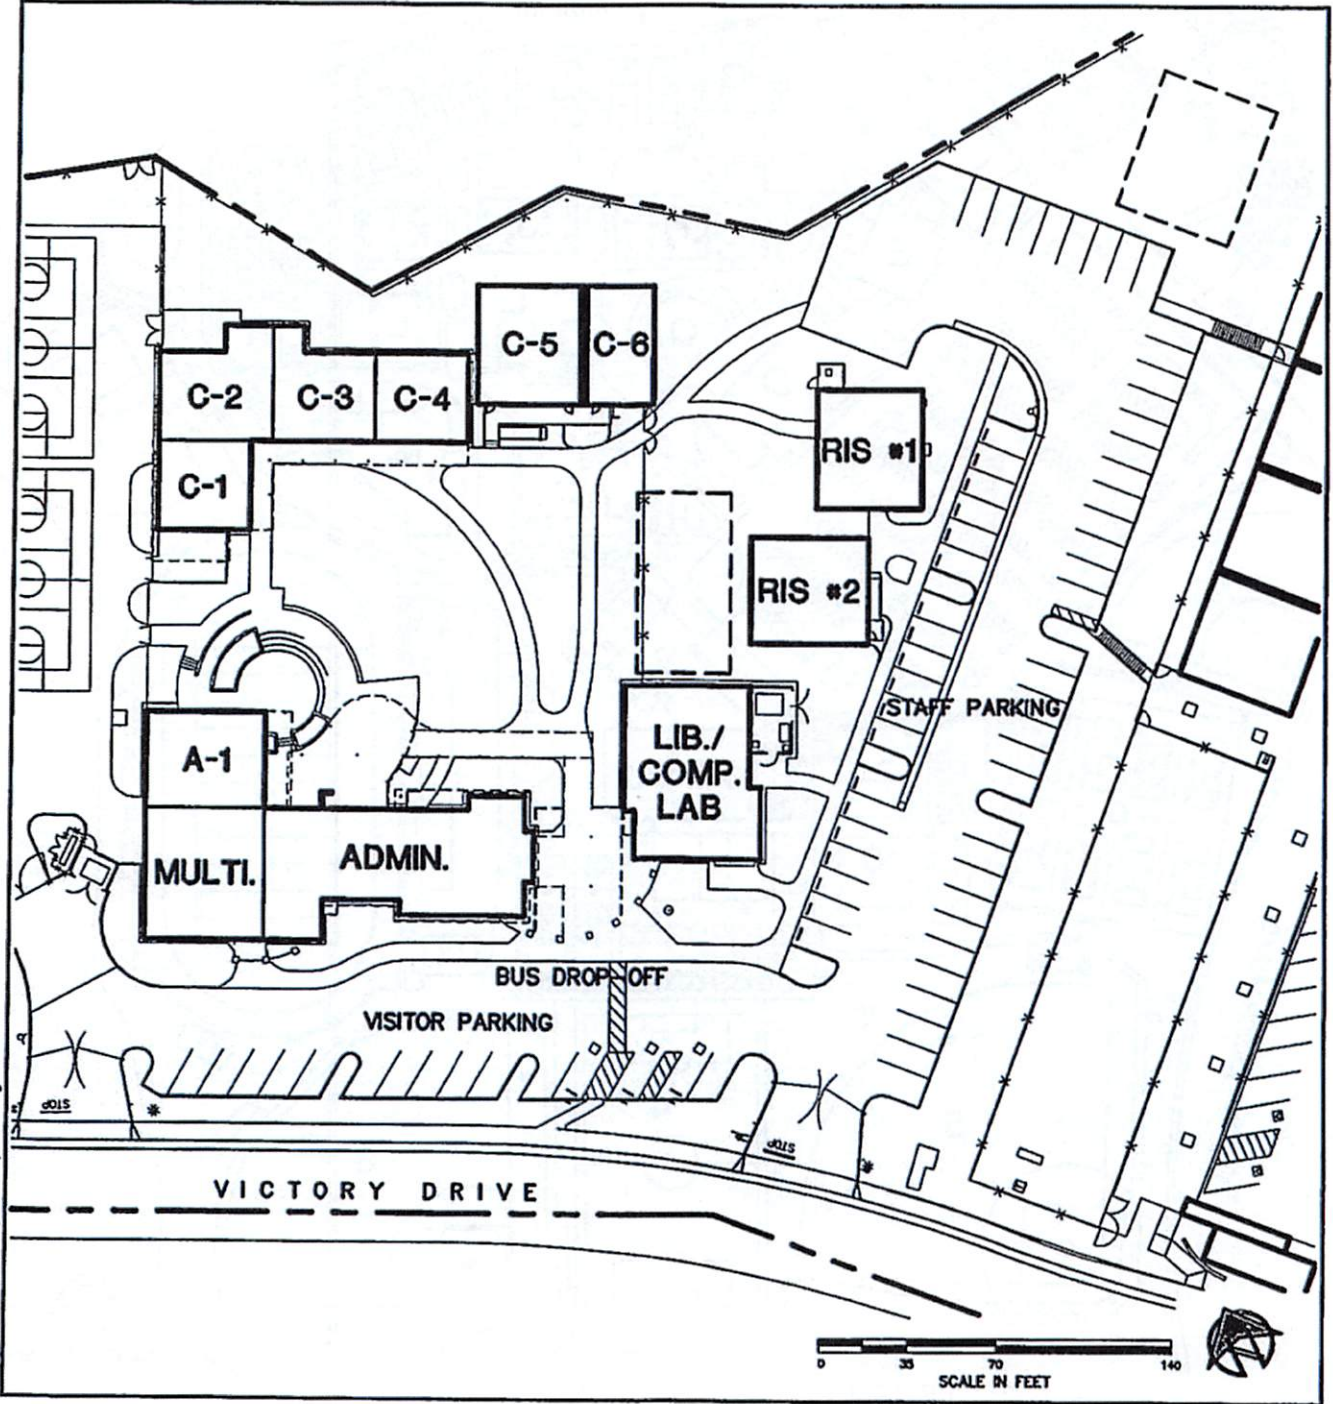 C-5
C-6
C-2
C-3
C-4
C-1
RIS #1
RIS #2
STAFF PARKING
LIB./
COMP.
LAB
A-1
MULTI.
ADMIN.
BUS DROP-OFF
VISITOR PARKING
STOP
STOP
VICTORY DRIVE
0 35 70 140
SCALE IN FEET